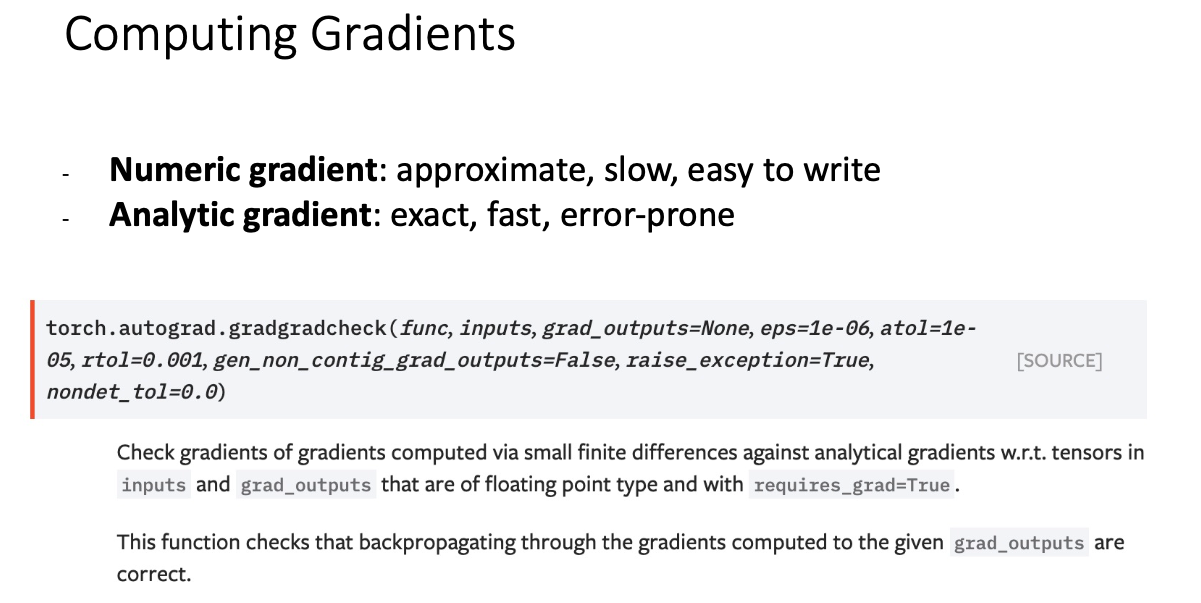 Computing Gradients
- Numeric gradient: approximate, slow, easy to write
- Analytic gradient: exact, fast, error-prone
torch.autograd.gradgradcheck(func, inputs, grad_outputs=None, eps=1e-06, atol=1e-
05, rtol=0.001, gen_non_contig_grad_outputs=False, raise_exception=True,
nondet_tol=0.0)
[SOURCE]
Check gradients of gradients computed via small finite differences against analytical gradients w.r.t. tensors in
inputs and grad_outputs that are of floating point type and with requires_grad=True.
This function checks that backpropagating through the gradients computed to the given grad_outputs are
correct.